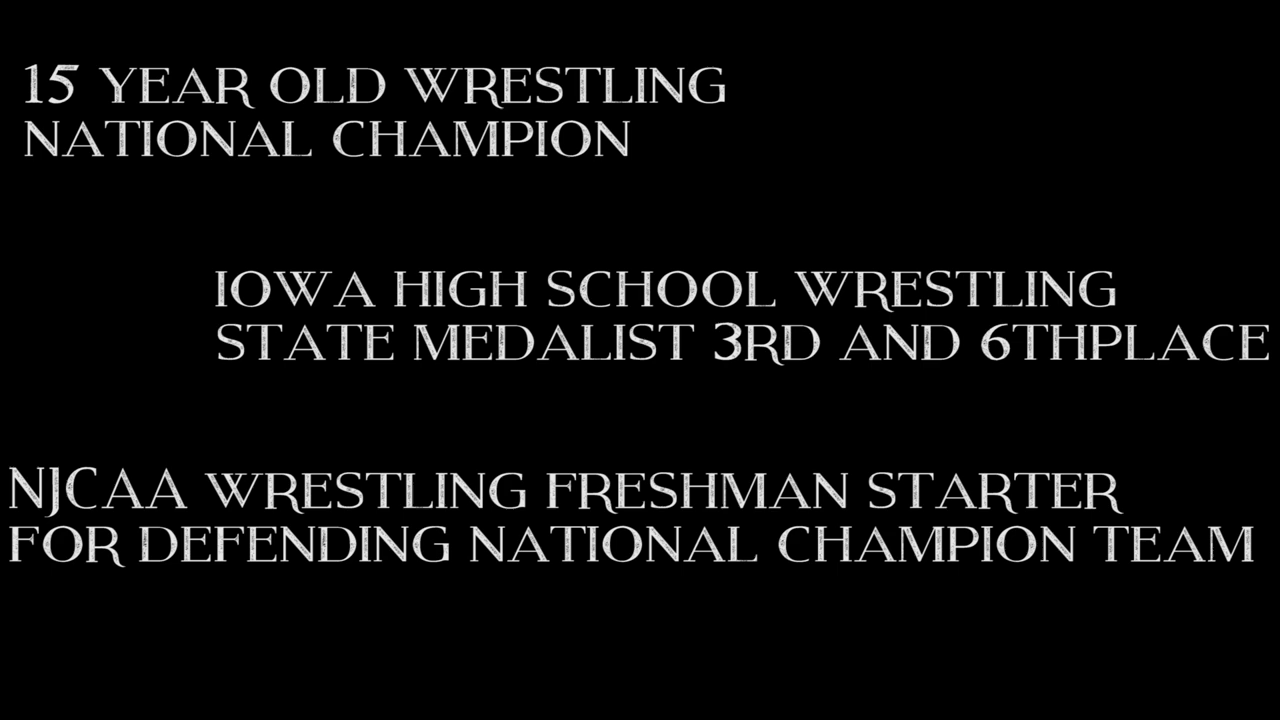 15 YEAR OLD WRESTLING
NATIONAL CHAMPION
IOWA HIGH SCHOOL WRESTLING
STATE MEDALIST 3RD AND 6THPLACE
NJCAA WRESTLING FRESHMAN STARTER
FOR DEFENDING NATIONAL CHAMPION TEAM